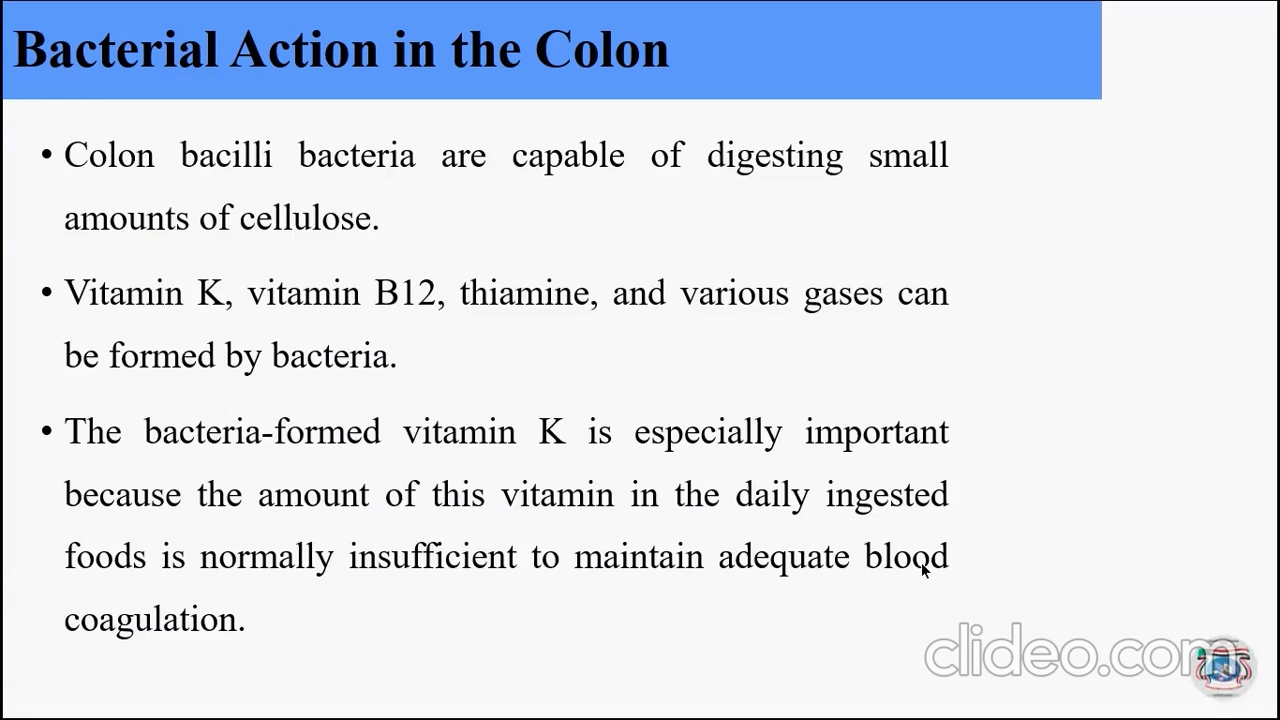 Bacterial Action in the Colon
• Colon bacilli bacteria are capable of digesting small
amounts of cellulose.
• Vitamin K, vitamin B12, thiamine, and various gases can
be formed by bacteria.
• The bacteria-formed vitamin K is especially important
because the amount of this vitamin in the daily ingested
foods is normally insufficient to maintain adequate blood
coagulation.
clideo.com